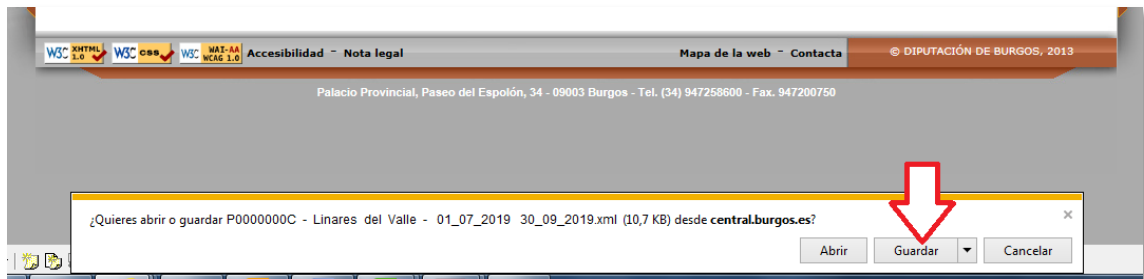 W3C XHTML 1.0 W3C css W3C WAI-AA WCAG 1.0 Accesibilidad - Nota legal Mapa de la web - Contacta © DIPUTACIÓN DE BURGOS, 2013
Palacio Provincial, Paseo del Espolón, 34 - 09003 Burgos - Tel. (34) 947258600 - Fax. 947200750
¿Quieres abrir o guardar P0000000C - Linares del Valle - 01_07_2019 30_09_2019.xml (10,7 KB) desde central.burgos.es?
Abrir Guardar Cancelar